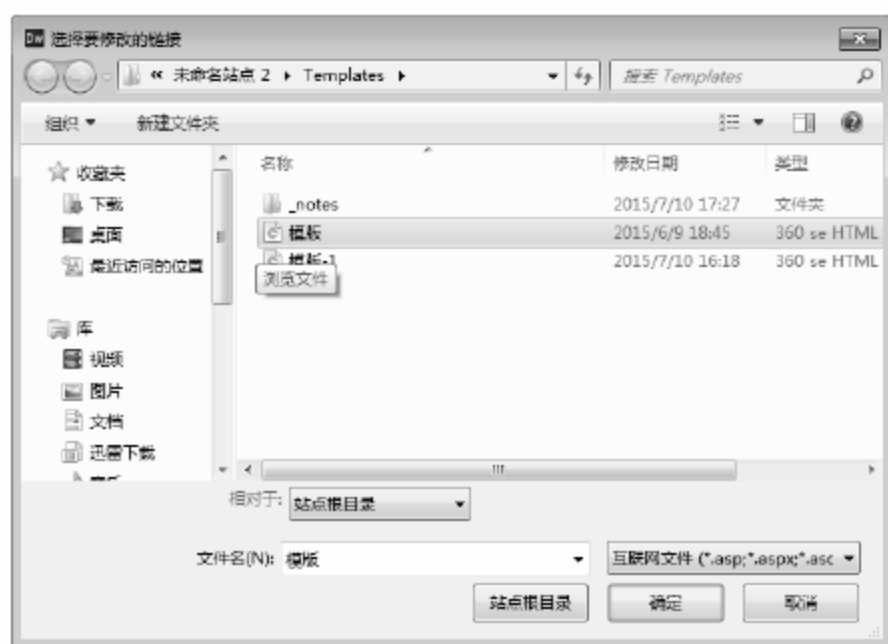 Dw 选择要修改的链接
« 未命名站点 2 ▸ Templates ▸ 搜索 Templates
组织 ▼ 新建文件夹
收藏夹
下载
桌面
最近访问的位置
库
视频
图片
文档
迅雷下载
名称 修改日期 类型
_notes 2015/7/10 17:27 文件夹
模版 2015/6/9 18:45 360 se HTML
模版-1 2015/7/10 16:18 360 se HTML
浏览文件
相对于: 站点根目录
文件名(N): 模版 互联网文件 (*.asp;*.aspx;*.asc
站点根目录 确定 取消